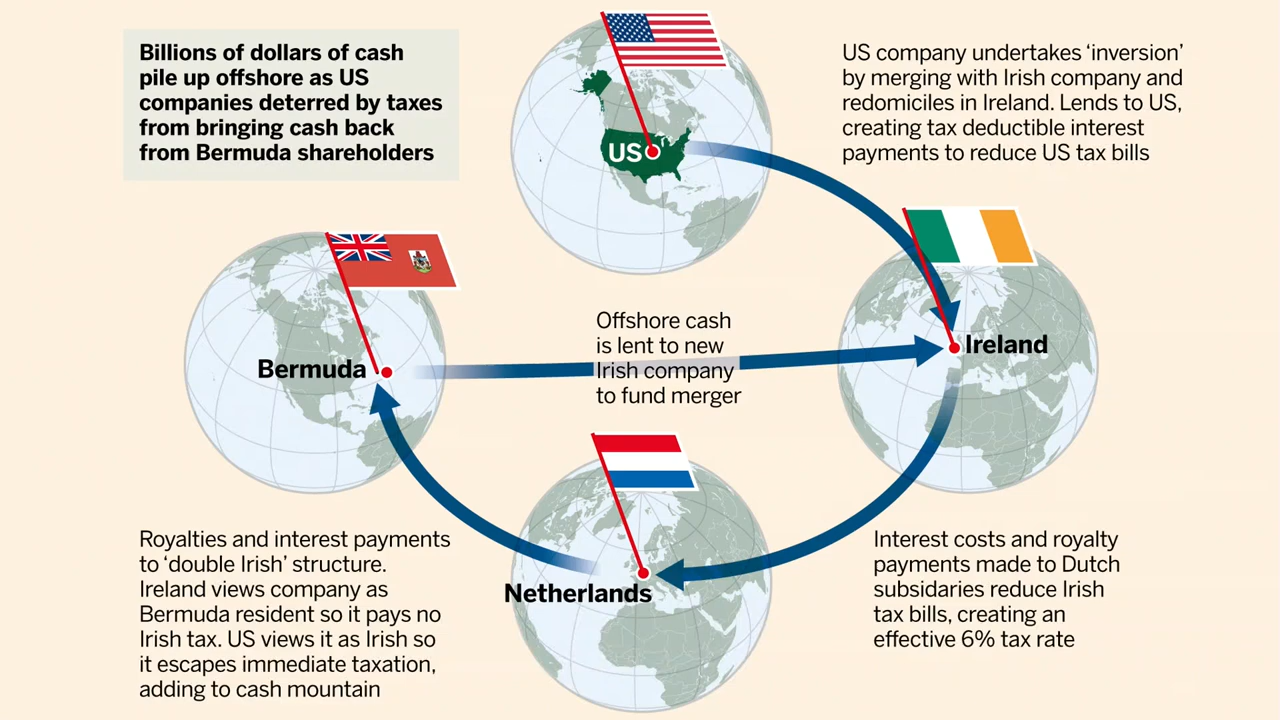 Billions of dollars of cash
pile up offshore as US
companies deterred by taxes
from bringing cash back
from Bermuda shareholders
US
US company undertakes ‘inversion’
by merging with Irish company and
redomiciles in Ireland. Lends to US,
creating tax deductible interest
payments to reduce US tax bills
Bermuda
Offshore cash
is lent to new
Irish company
to fund merger
Ireland
Netherlands
Royalties and interest payments
to ‘double Irish’ structure.
Ireland views company as
Bermuda resident so it pays no
Irish tax. US views it as Irish so
it escapes immediate taxation,
adding to cash mountain
Interest costs and royalty
payments made to Dutch
subsidaries reduce Irish
tax bills, creating an
effective 6% tax rate